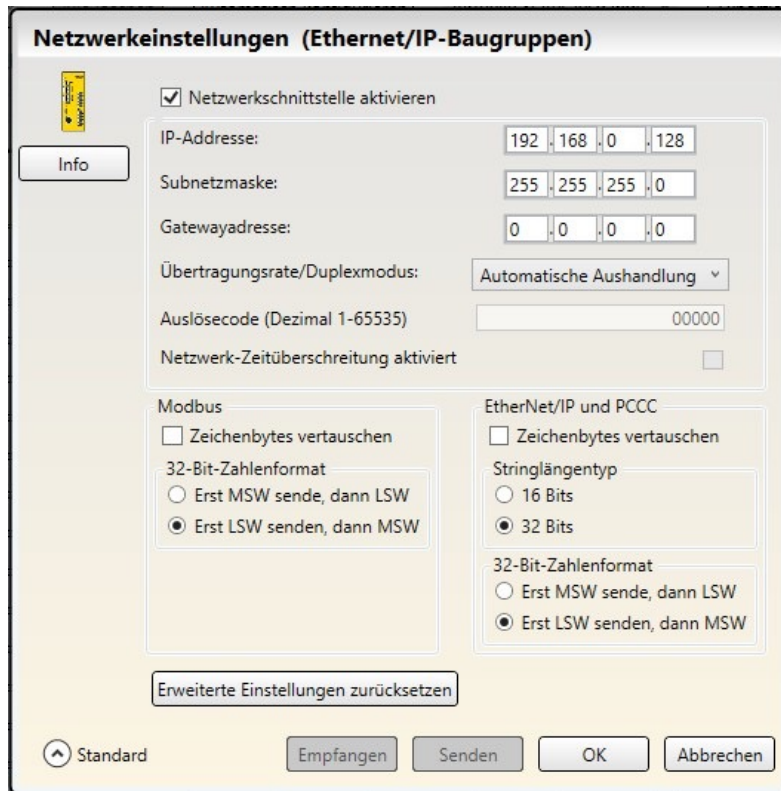 Netzwerkeinstellungen (Ethernet/IP-Baugruppen)
Netzwerkschnittstelle aktivieren
Info
IP-Addresse: 192 . 168 . 0 . 128
Subnetzmaske: 255 . 255 . 255 . 0
Gatewayadresse: 0 . 0 . 0 . 0
Übertragungsrate/Duplexmodus: Automatische Aushandlung
Auslösecode (Dezimal 1-65535) 00000
Netzwerk-Zeitüberschreitung aktiviert
Modbus
Zeichenbytes vertauschen
32-Bit-Zahlenformat
Erst MSW sende, dann LSW
Erst LSW senden, dann MSW
EtherNet/IP und PCCC
Zeichenbytes vertauschen
Stringlängentyp
16 Bits
32 Bits
32-Bit-Zahlenformat
Erst MSW sende, dann LSW
Erst LSW senden, dann MSW
Erweiterte Einstellungen zurücksetzen
Standard
Empfangen
Senden
OK
Abbrechen